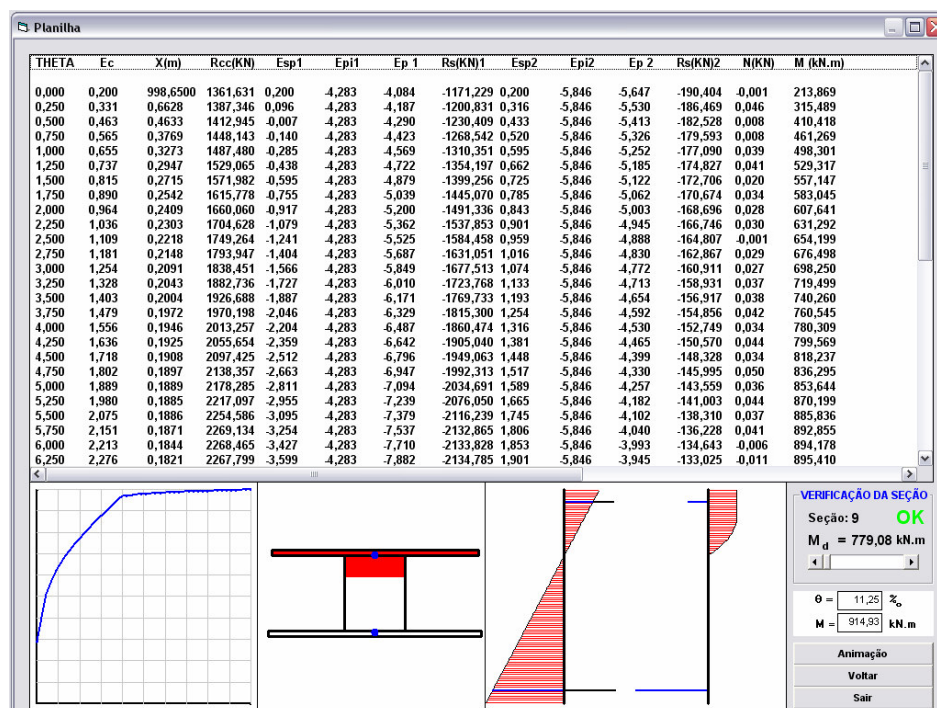 Planilha
THETA Ec X(m) Rcc(KN) Esp1 Epi1 Ep 1 Rs(KN)1 Esp2 Epi2 Ep 2 Rs(KN)2 N(KN) M (kN.m)
0,000 0,200 998,6500 1361,631 0,200 -4,283 -4,084 -1171,229 0,200 -5,846 -5,647 -190,404 -0,001 213,869
0,250 0,331 0,6628 1387,346 0,096 -4,283 -4,187 -1200,831 0,316 -5,846 -5,530 -186,469 0,046 315,489
0,500 0,463 0,4633 1412,945 -0,007 -4,283 -4,290 -1230,409 0,433 -5,846 -5,413 -182,528 0,008 410,418
0,750 0,565 0,3769 1448,143 -0,140 -4,283 -4,423 -1268,542 0,520 -5,846 -5,326 -179,593 0,008 461,269
1,000 0,655 0,3273 1487,480 -0,285 -4,283 -4,569 -1310,351 0,595 -5,846 -5,252 -177,090 0,039 498,301
1,250 0,737 0,2947 1529,065 -0,438 -4,283 -4,722 -1354,197 0,662 -5,846 -5,185 -174,827 0,041 529,317
1,500 0,815 0,2715 1571,982 -0,595 -4,283 -4,879 -1399,256 0,725 -5,846 -5,122 -172,706 0,020 557,147
1,750 0,890 0,2542 1615,778 -0,755 -4,283 -5,039 -1445,070 0,785 -5,846 -5,062 -170,674 0,034 583,045
2,000 0,964 0,2409 1660,060 -0,917 -4,283 -5,200 -1491,336 0,843 -5,846 -5,003 -168,696 0,028 607,641
2,250 1,036 0,2303 1704,628 -1,079 -4,283 -5,362 -1537,853 0,901 -5,846 -4,945 -166,746 0,030 631,292
2,500 1,109 0,2218 1749,264 -1,241 -4,283 -5,525 -1584,458 0,959 -5,846 -4,888 -164,807 -0,001 654,199
2,750 1,181 0,2148 1793,947 -1,404 -4,283 -5,687 -1631,051 1,016 -5,846 -4,830 -162,867 0,029 676,498
3,000 1,254 0,2091 1838,451 -1,566 -4,283 -5,849 -1677,513 1,074 -5,846 -4,772 -160,911 0,027 698,250
3,250 1,328 0,2043 1882,736 -1,727 -4,283 -6,010 -1723,768 1,133 -5,846 -4,713 -158,931 0,037 719,499
3,500 1,403 0,2004 1926,688 -1,887 -4,283 -6,171 -1769,733 1,193 -5,846 -4,654 -156,917 0,038 740,260
3,750 1,479 0,1972 1970,198 -2,046 -4,283 -6,329 -1815,300 1,254 -5,846 -4,592 -154,856 0,042 760,545
4,000 1,556 0,1946 2013,257 -2,204 -4,283 -6,487 -1860,474 1,316 -5,846 -4,530 -152,749 0,034 780,309
4,250 1,636 0,1925 2055,654 -2,359 -4,283 -6,642 -1905,040 1,381 -5,846 -4,465 -150,570 0,044 799,569
4,500 1,718 0,1908 2097,425 -2,512 -4,283 -6,796 -1949,063 1,448 -5,846 -4,399 -148,328 0,034 818,237
4,750 1,802 0,1897 2138,357 -2,663 -4,283 -6,947 -1992,313 1,517 -5,846 -4,330 -145,995 0,050 836,295
5,000 1,889 0,1889 2178,285 -2,811 -4,283 -7,094 -2034,691 1,589 -5,846 -4,257 -143,559 0,036 853,644
5,250 1,980 0,1885 2217,097 -2,955 -4,283 -7,239 -2076,050 1,665 -5,846 -4,182 -141,003 0,044 870,199
5,500 2,075 0,1886 2254,586 -3,095 -4,283 -7,379 -2116,239 1,745 -5,846 -4,102 -138,310 0,037 885,836
5,750 2,151 0,1871 2269,134 -3,254 -4,283 -7,537 -2132,865 1,806 -5,846 -4,040 -136,228 0,041 892,855
6,000 2,213 0,1844 2268,465 -3,427 -4,283 -7,710 -2133,828 1,853 -5,846 -3,993 -134,643 -0,006 894,178
6,250 2,276 0,1821 2267,799 -3,599 -4,283 -7,882 -2134,785 1,901 -5,846 -3,945 -133,025 -0,011 895,410
VERIFICAÇÃO DA SEÇÃO
Seção: 9 OK
Md = 779,08 kN.m
θ = 11,25 ‰
M = 914,93 kN.m
Animação
Voltar
Sair